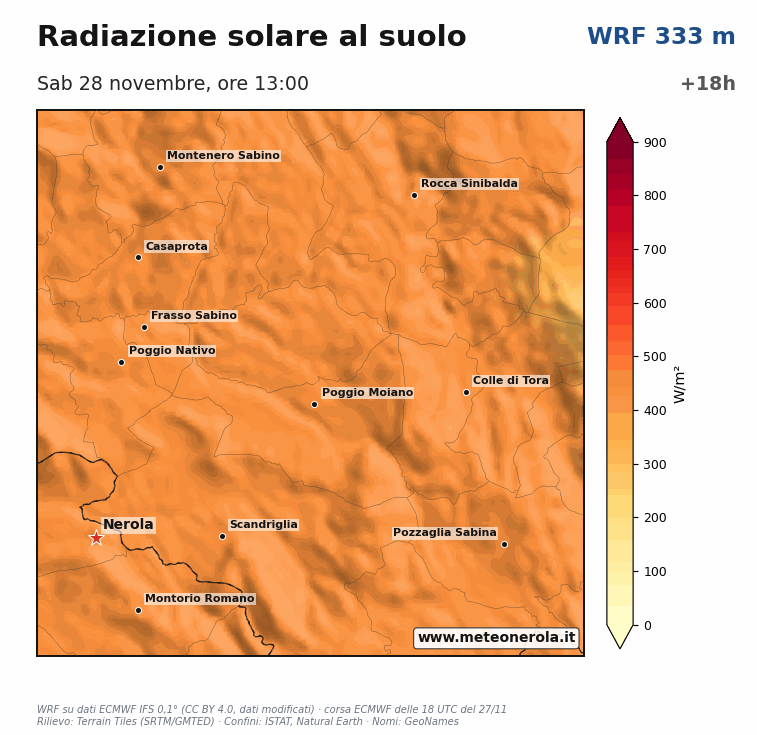 Radiazione solare al suolo
WRF 333 m
Sab 28 novembre, ore 13:00
+18h
Montenero Sabino
Rocca Sinibalda
Casaprota
Frasso Sabino
Poggio Nativo
Colle di Tora
Poggio Moiano
Nerola
Scandriglia
Pozzaglia Sabina
Montorio Romano
www.meteonerola.it
900
800
700
600
500
400
300
200
100
0
W/m²
WRF su dati ECMWF IFS 0,1° (CC BY 4.0, dati modificati) · corsa ECMWF delle 18 UTC del 27/11
Rilievo: Terrain Tiles (SRTM/GMTED) · Confini: ISTAT, Natural Earth · Nomi: GeoNames